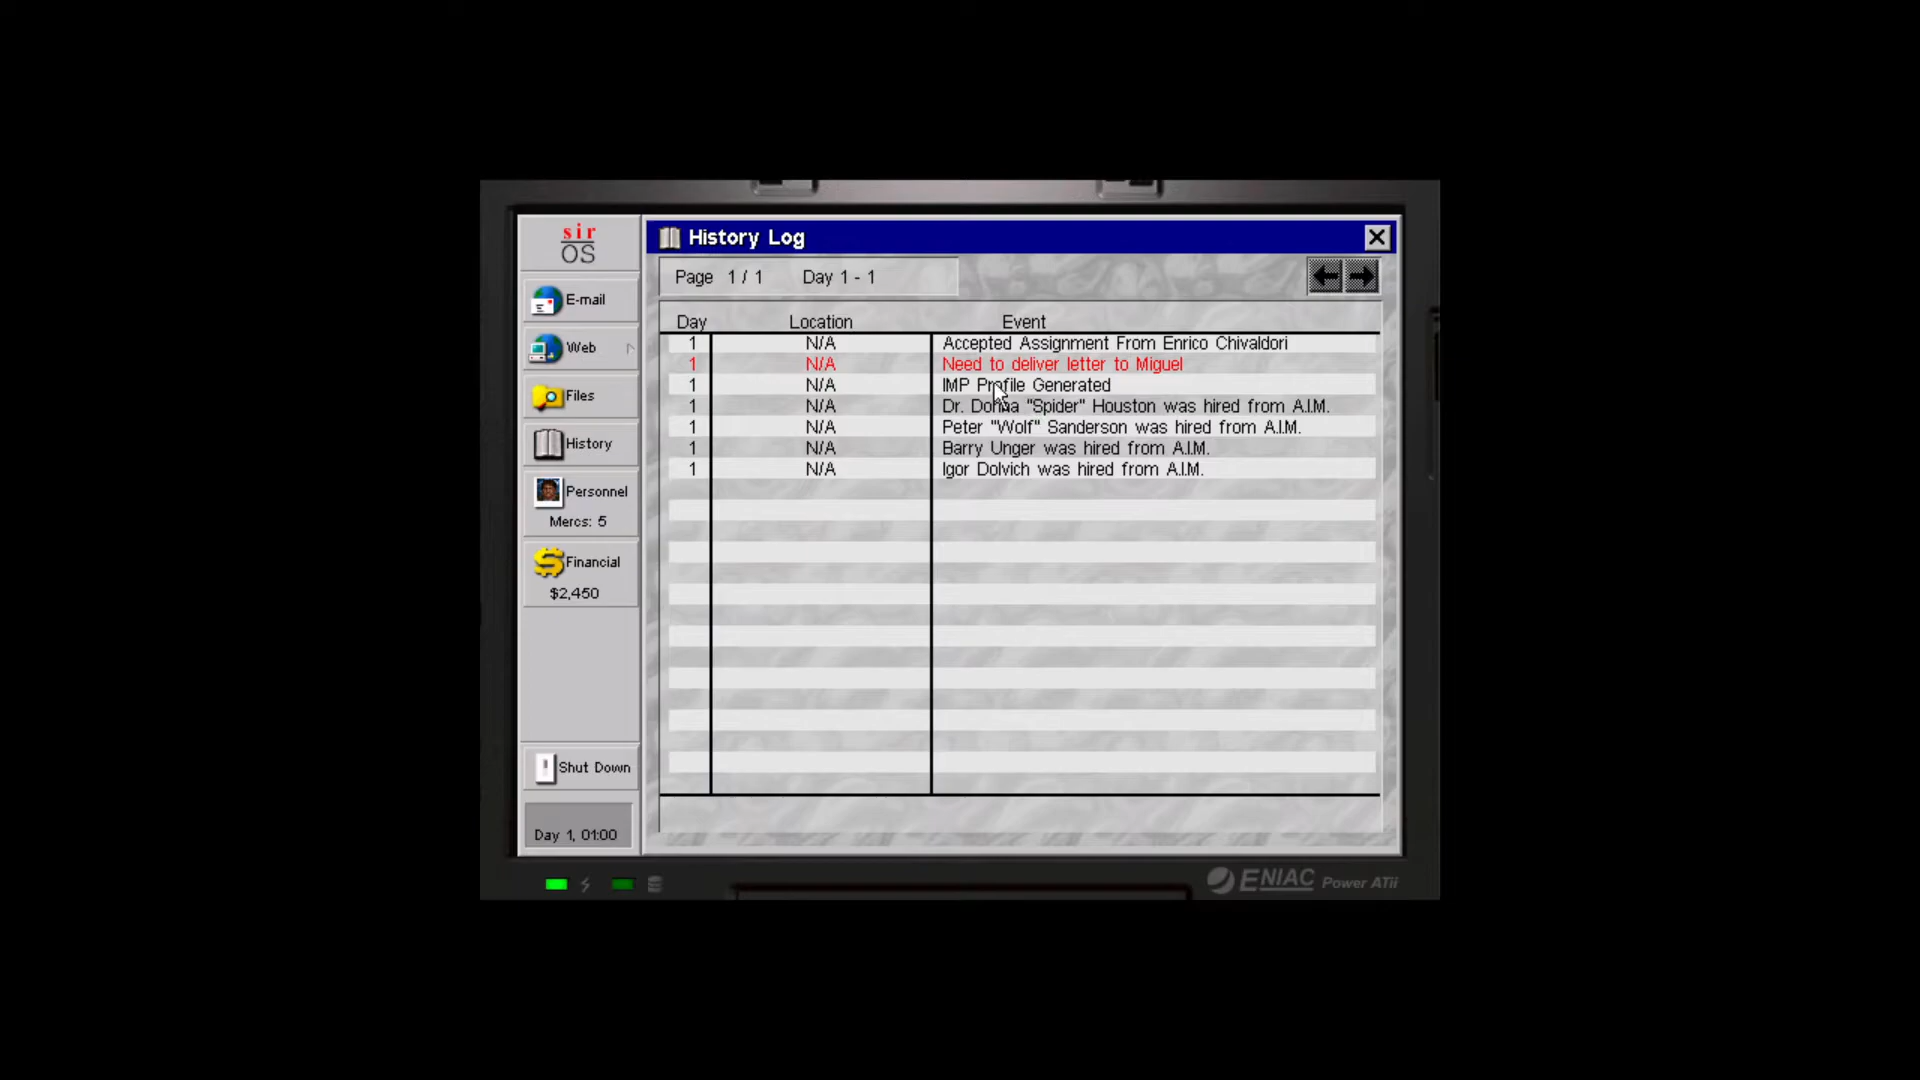 sir
OS
E-mail
Web
Files
History
Personnel
Mercs: 5
Financial
$2,450
Shut Down
Day 1, 01:00
History Log
Page 1 / 1 Day 1 - 1
Day Location Event
1 N/A Accepted Assignment From Enrico Chivaldori
1 N/A Need to deliver letter to Miguel
1 N/A IMP Profile Generated
1 N/A Dr. Donna "Spider" Houston was hired from A.I.M.
1 N/A Peter "Wolf" Sanderson was hired from A.I.M.
1 N/A Barry Unger was hired from A.I.M.
1 N/A Igor Dolvich was hired from A.I.M.
ENIAC Power ATii